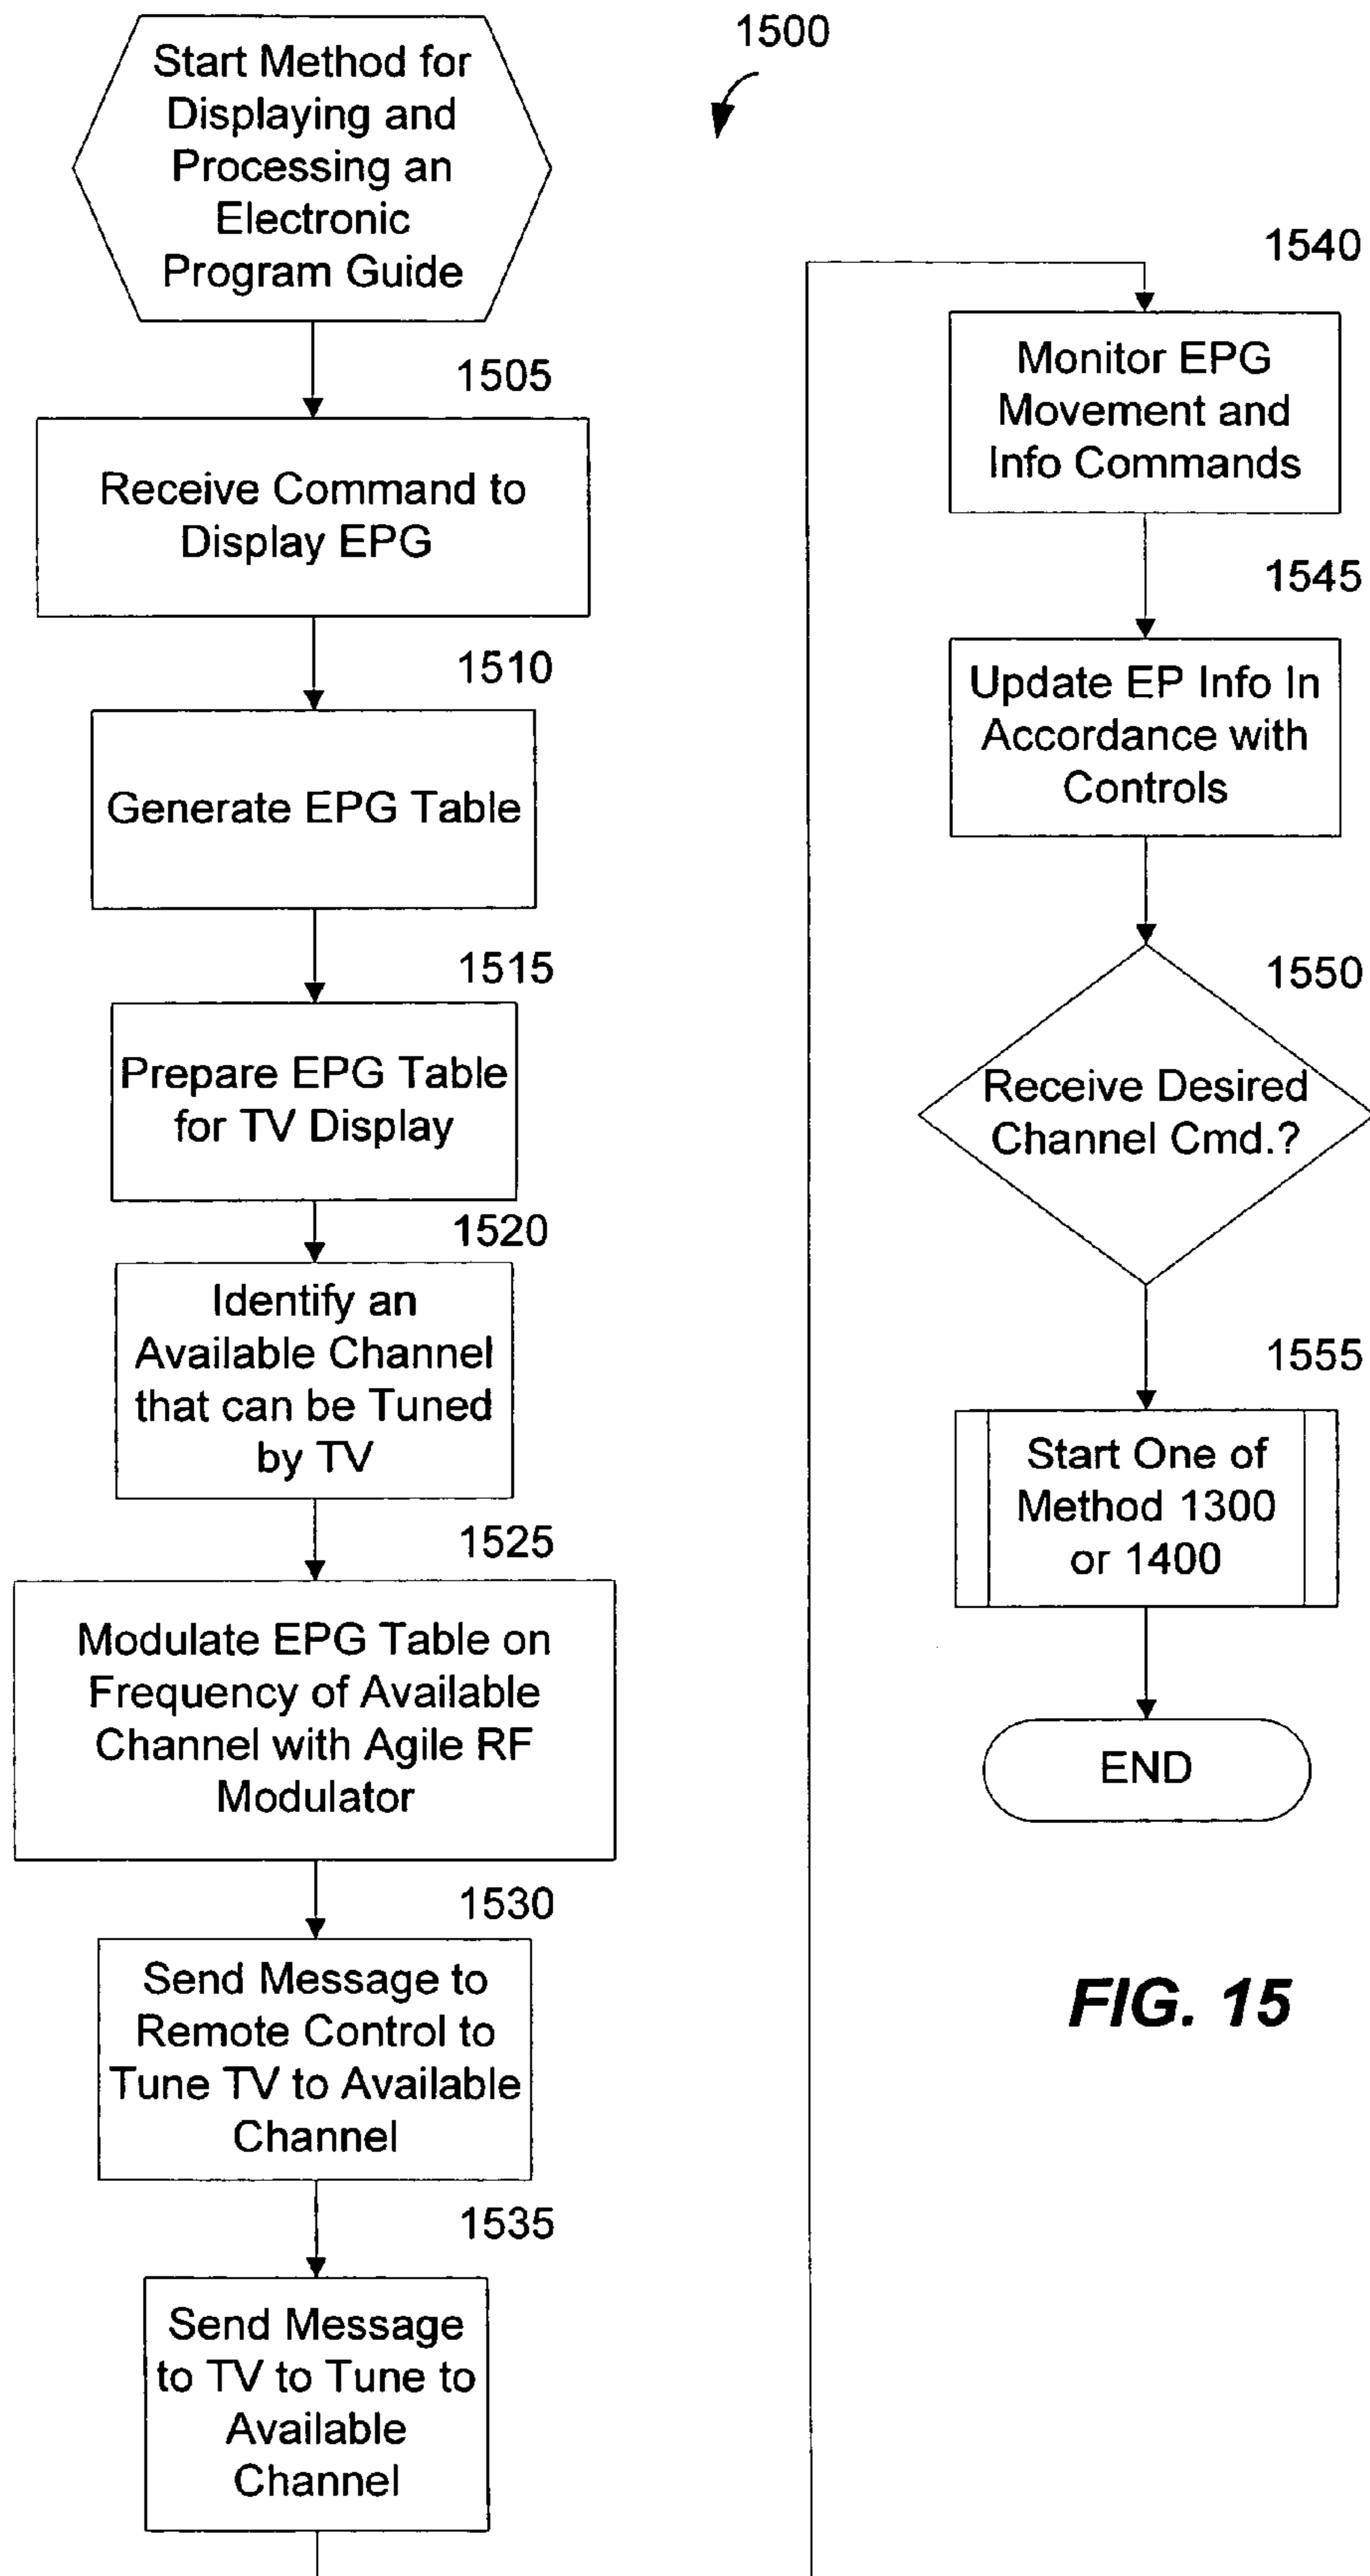 1500
Start Method for
Displaying and
Processing an
Electronic
Program Guide
1505
Receive Command to
Display EPG
1510
Generate EPG Table
1515
Prepare EPG Table
for TV Display
1520
Identify an
Available Channel
that can be Tuned
by TV
1525
Modulate EPG Table on
Frequency of Available
Channel with Agile RF
Modulator
1530
Send Message to
Remote Control to
Tune TV to Available
Channel
1535
Send Message
to TV to Tune to
Available
Channel
1540
Monitor EPG
Movement and
Info Commands
1545
Update EP Info In
Accordance with
Controls
1550
Receive Desired
Channel Cmd.?
1555
Start One of
Method 1300
or 1400
END
FIG. 15